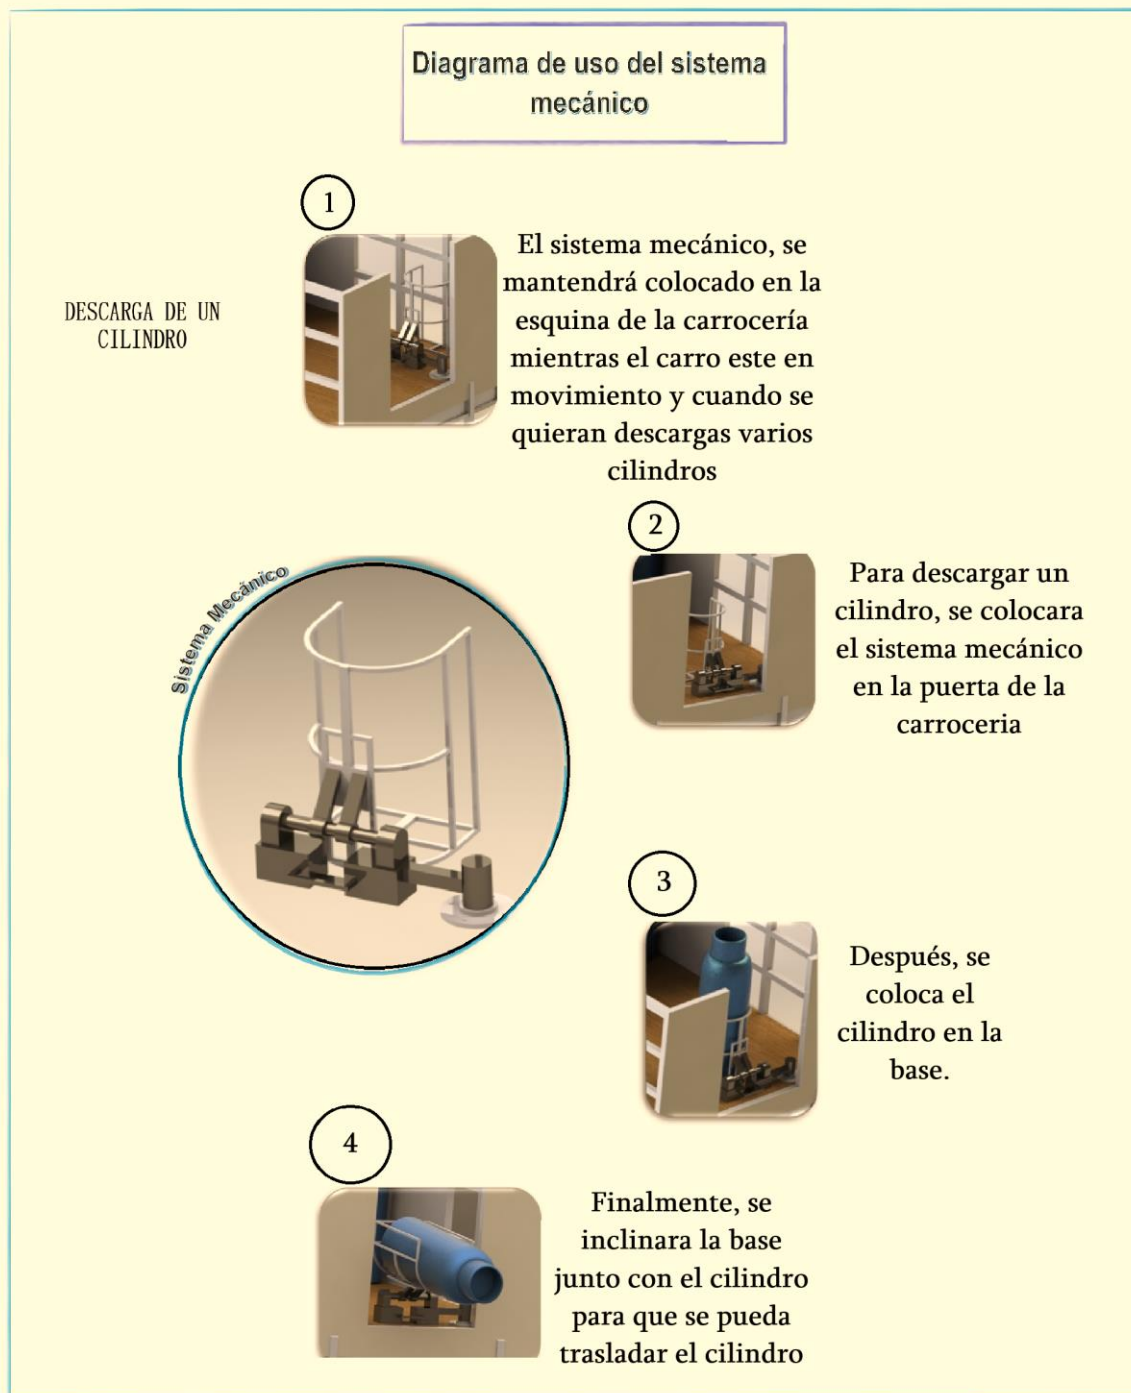 Diagrama de uso del sistema
mecánico
1
DESCARGA DE UN
CILINDRO
El sistema mecánico, se
mantendrá colocado en la
esquina de la carrocería
mientras el carro este en
movimiento y cuando se
quieran descargas varios
cilindros
2
Para descargar un
cilindro, se colocara
el sistema mecánico
en la puerta de la
carroceria
Sistema Mecánico
3
Después, se
coloca el
cilindro en la
base.
4
Finalmente, se
inclinara la base
junto con el cilindro
para que se pueda
trasladar el cilindro